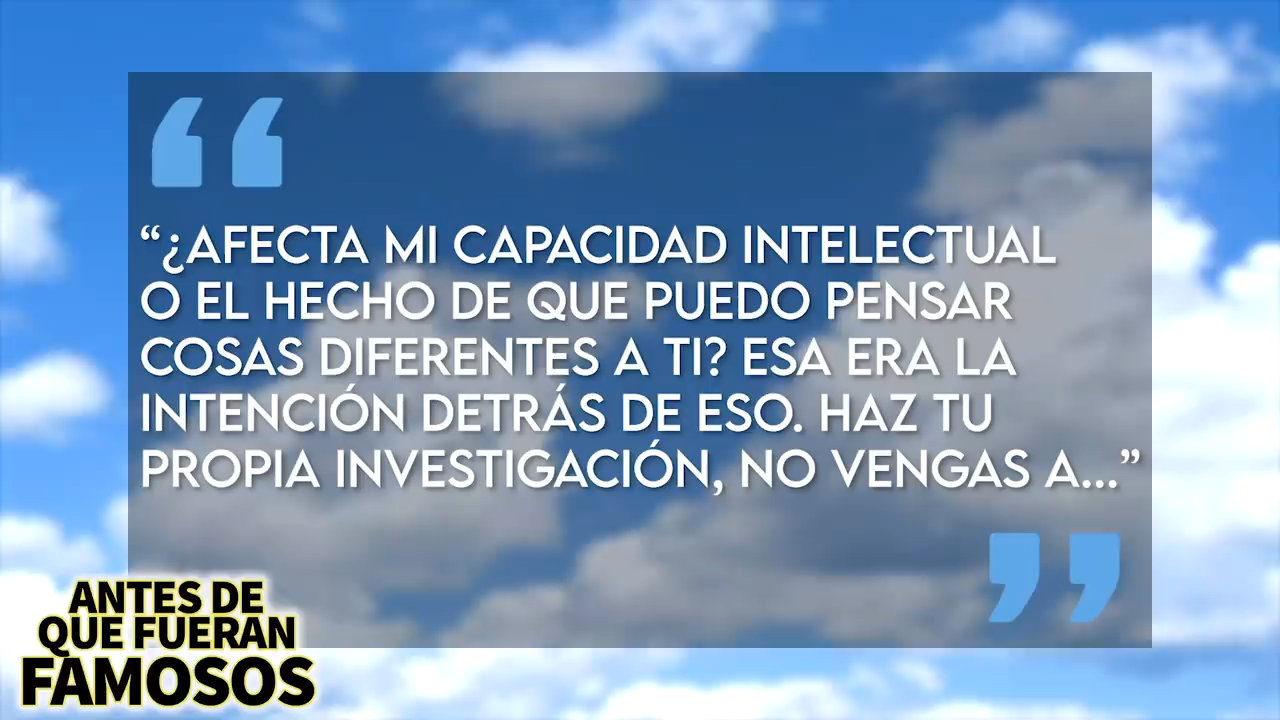 “¿AFECTA MI CAPACIDAD INTELECTUAL
O EL HECHO DE QUE PUEDO PENSAR
COSAS DIFERENTES A TI? ESA ERA LA
INTENCIÓN DETRÁS DE ESO. HAZ TU
PROPIA INVESTIGACIÓN, NO VENGAS A...”
ANTES DE
QUE FUERAN
FAMOSOS